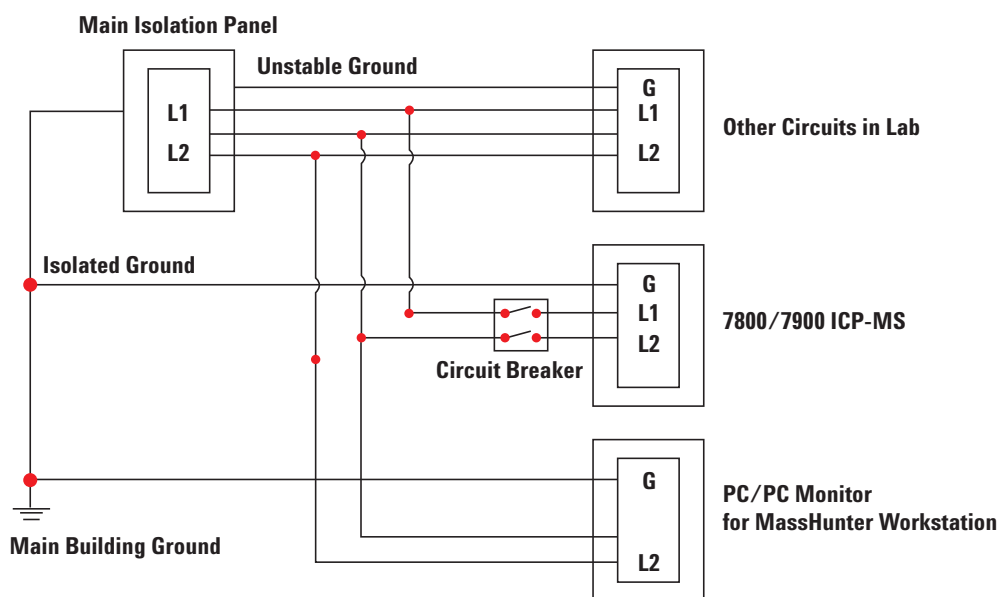 Main Isolation Panel
Unstable Ground
L1
L2
G
L1
L2
Other Circuits in Lab
Isolated Ground
G
L1
L2
7800/7900 ICP-MS
Circuit Breaker
G
L2
PC/PC Monitor
for MassHunter Workstation
Main Building Ground